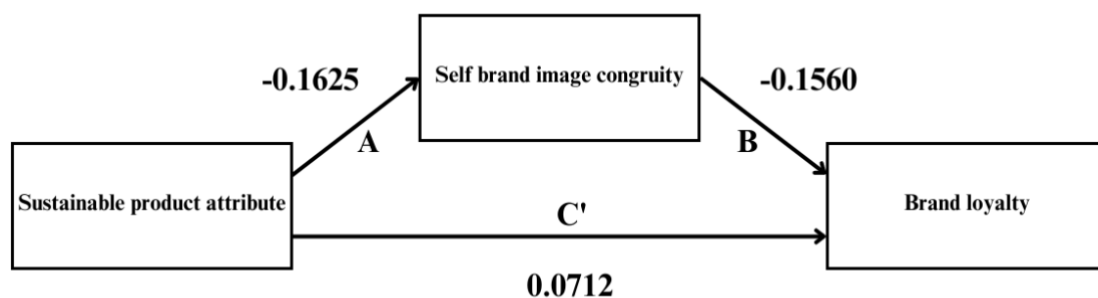 Self brand image congruity
-0.1625
-0.1560
A
B
Sustainable product attribute
C'
Brand loyalty
0.0712